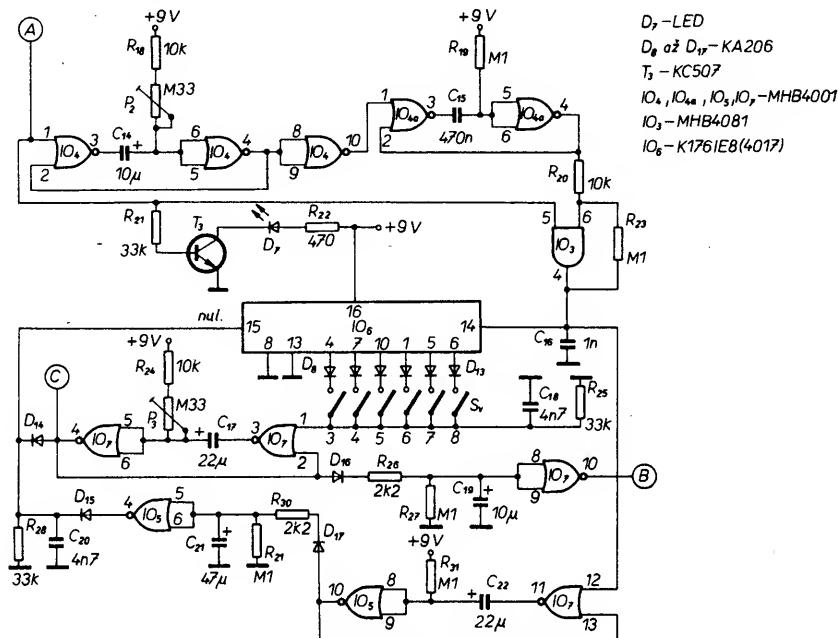 A
+9V
R18
10k
P2
M33
1
2
IO4
3
C14
+
10μ
6
5
IO4
4
8
9
IO4
10
+9V
R19
M1
1
2
IO4a
3
C15
470n
5
6
IO4a
4
R20
10k
R21
33k
T3
D7
R22
470
+9V
5
6
IO3
4
R23
M1
nul.
15
16
IO6
14
8
13
4
7
10
1
5
6
D8
D13
C16
1n
3
4
5
6
7
8
Sv
C18
4n7
R25
33k
C
+9V
R24
10k
P3
M33
D14
4
IO7
5
6
+
C17
22μ
3
IO7
1
2
D16
R26
2k2
R27
M1
C19
+
10μ
8
9
IO7
10
B
R28
33k
C20
4n7
D15
4
IO5
5
6
C21
+
47μ
R21
M1
R30
2k2
D17
10
IO5
8
9
+9V
R31
M1
+
C22
22μ
11
IO7
12
13
D7-LED
D8 až D17-KA206
T3-KC507
IO4, IO4a, IO5, IO7-MHB4001
IO3-MHB4081
IO6-K176IE8(4017)